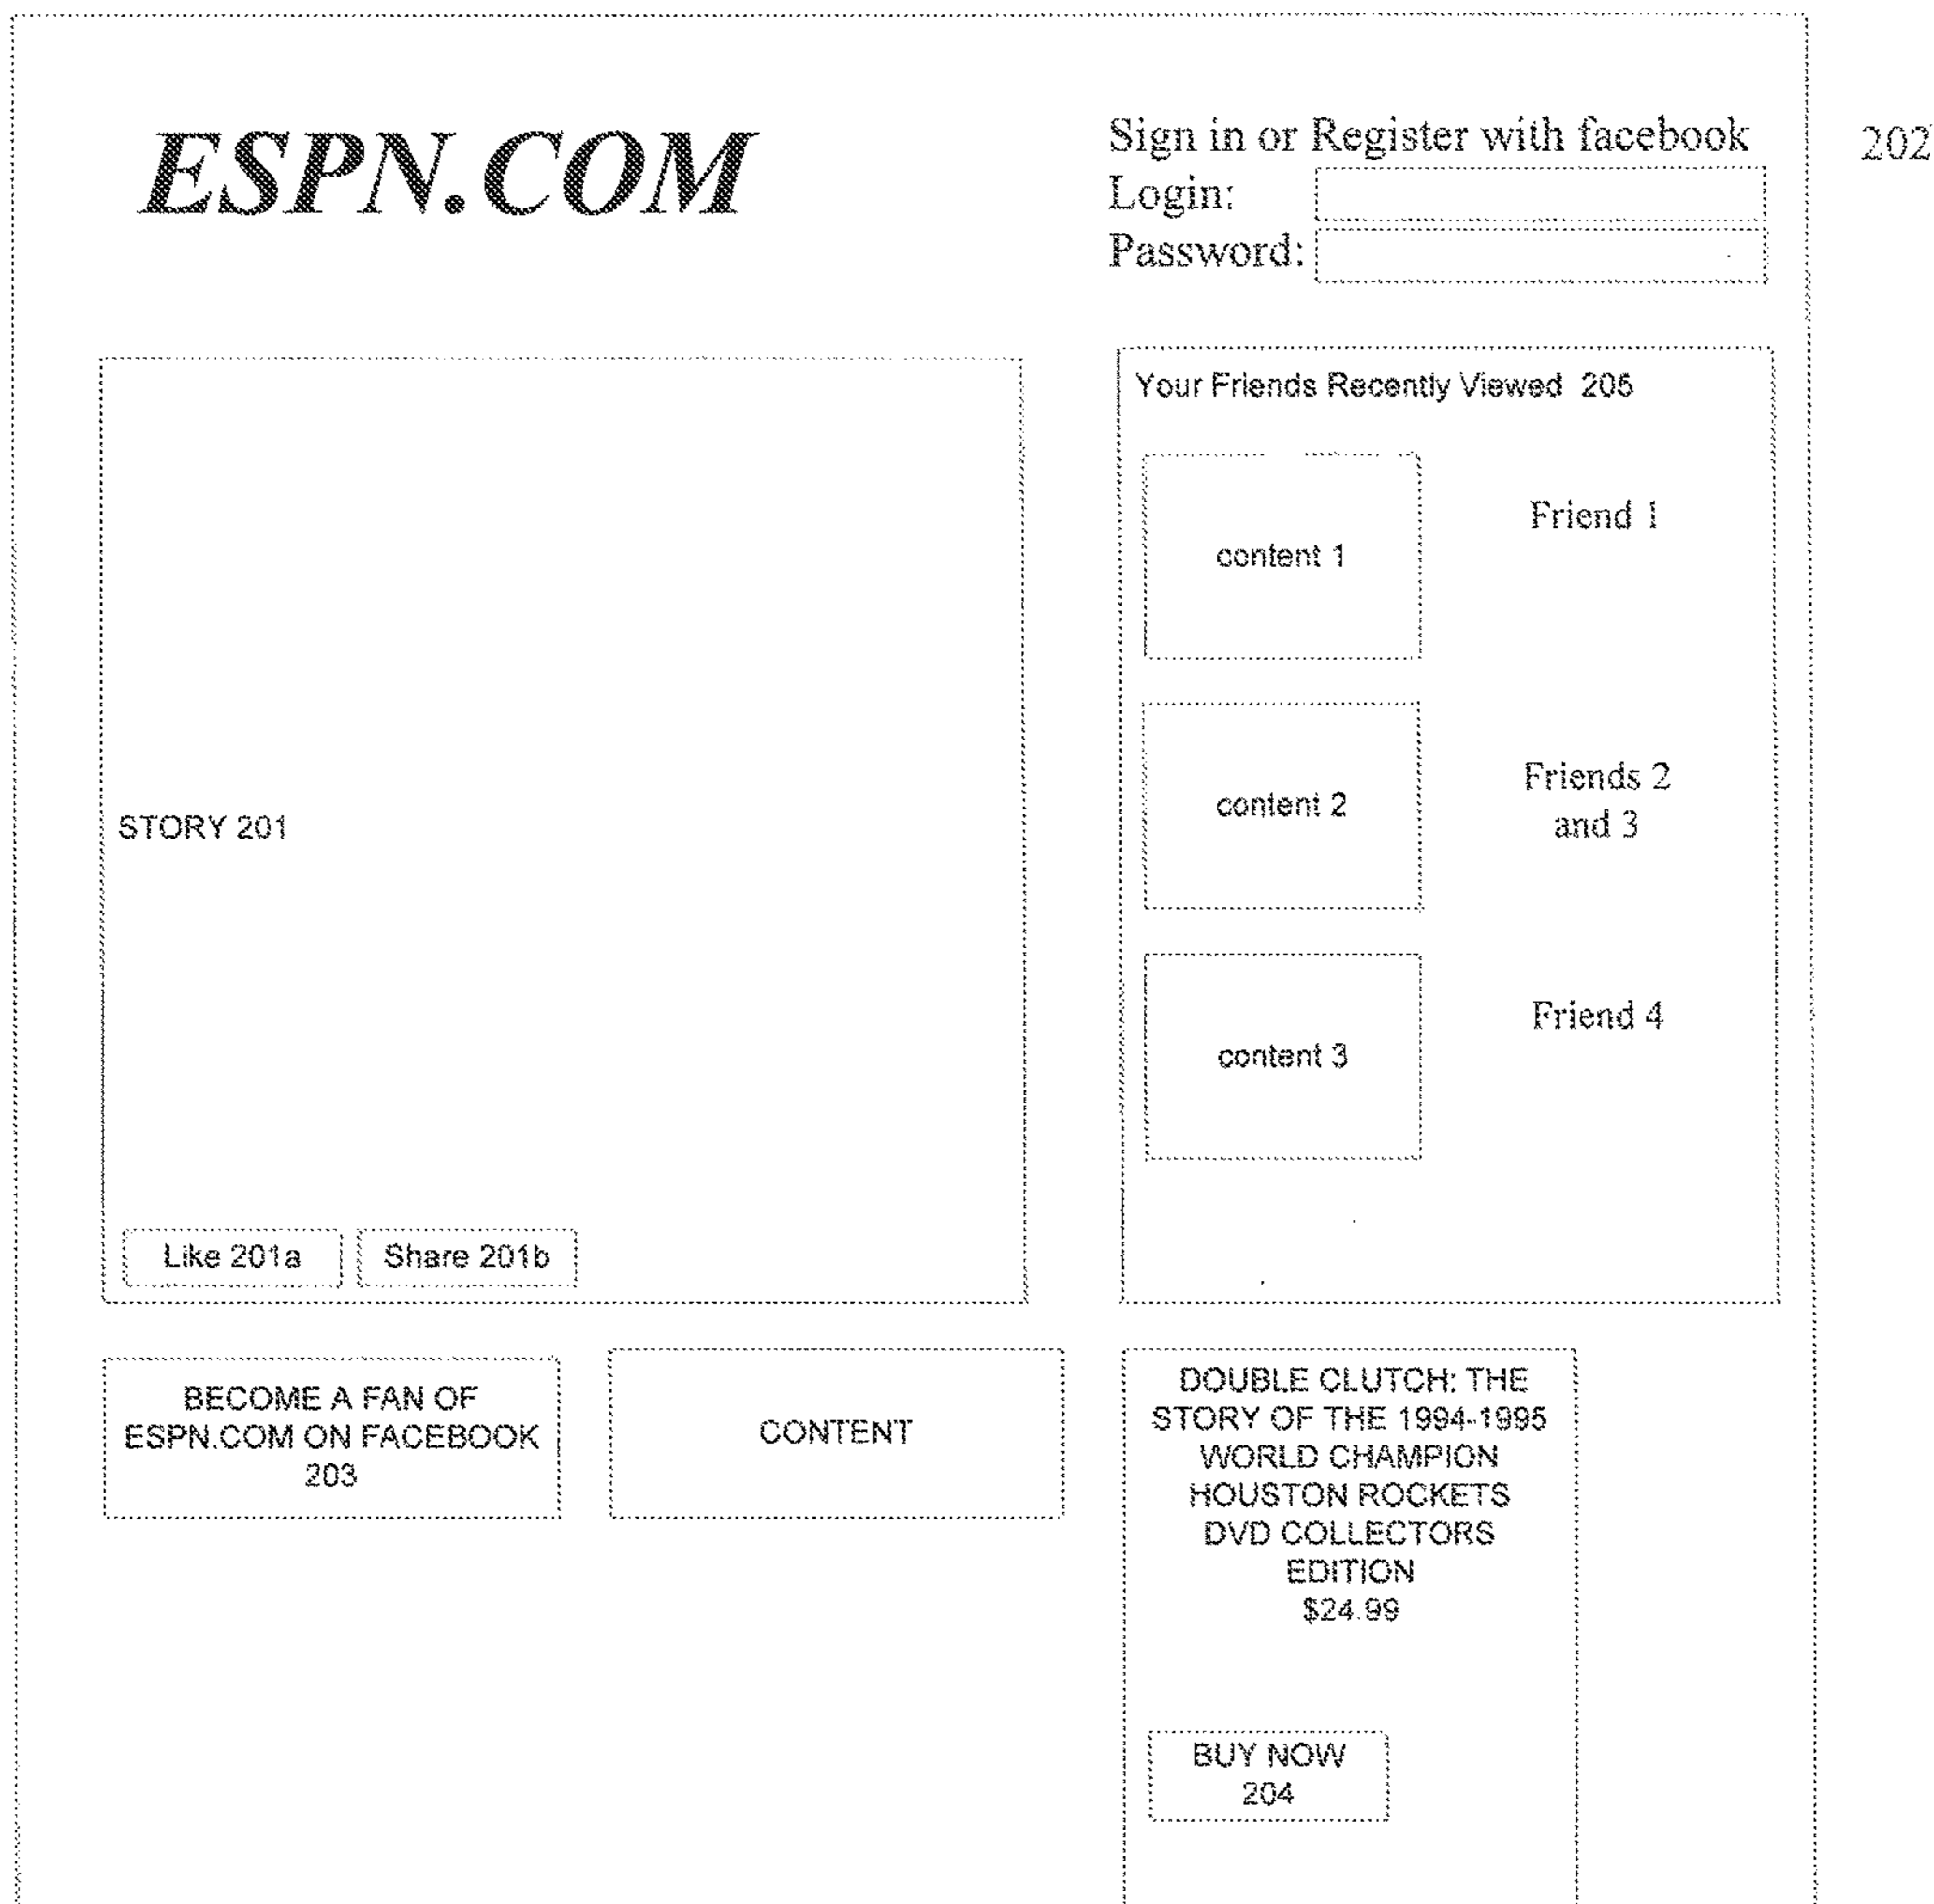 ESPN.COM
Sign in or Register with facebook
202
Login:
Password:
STORY 201
Like 201a
Share 201b
Your Friends Recently Viewed 205
content 1
Friend 1
content 2
Friends 2
and 3
content 3
Friend 4
BECOME A FAN OF
ESPN.COM ON FACEBOOK
203
CONTENT
DOUBLE CLUTCH: THE
STORY OF THE 1994-1995
WORLD CHAMPION
HOUSTON ROCKETS
DVD COLLECTORS
EDITION
$24.99
BUY NOW
204